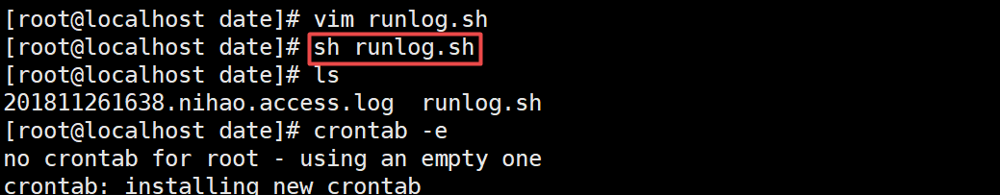 [root@localhost date]# vim runlog.sh
[root@localhost date]# sh runlog.sh
[root@localhost date]# ls
201811261638.nihao.access.log  runlog.sh
[root@localhost date]# crontab -e
no crontab for root - using an empty one
crontab: installing new crontab